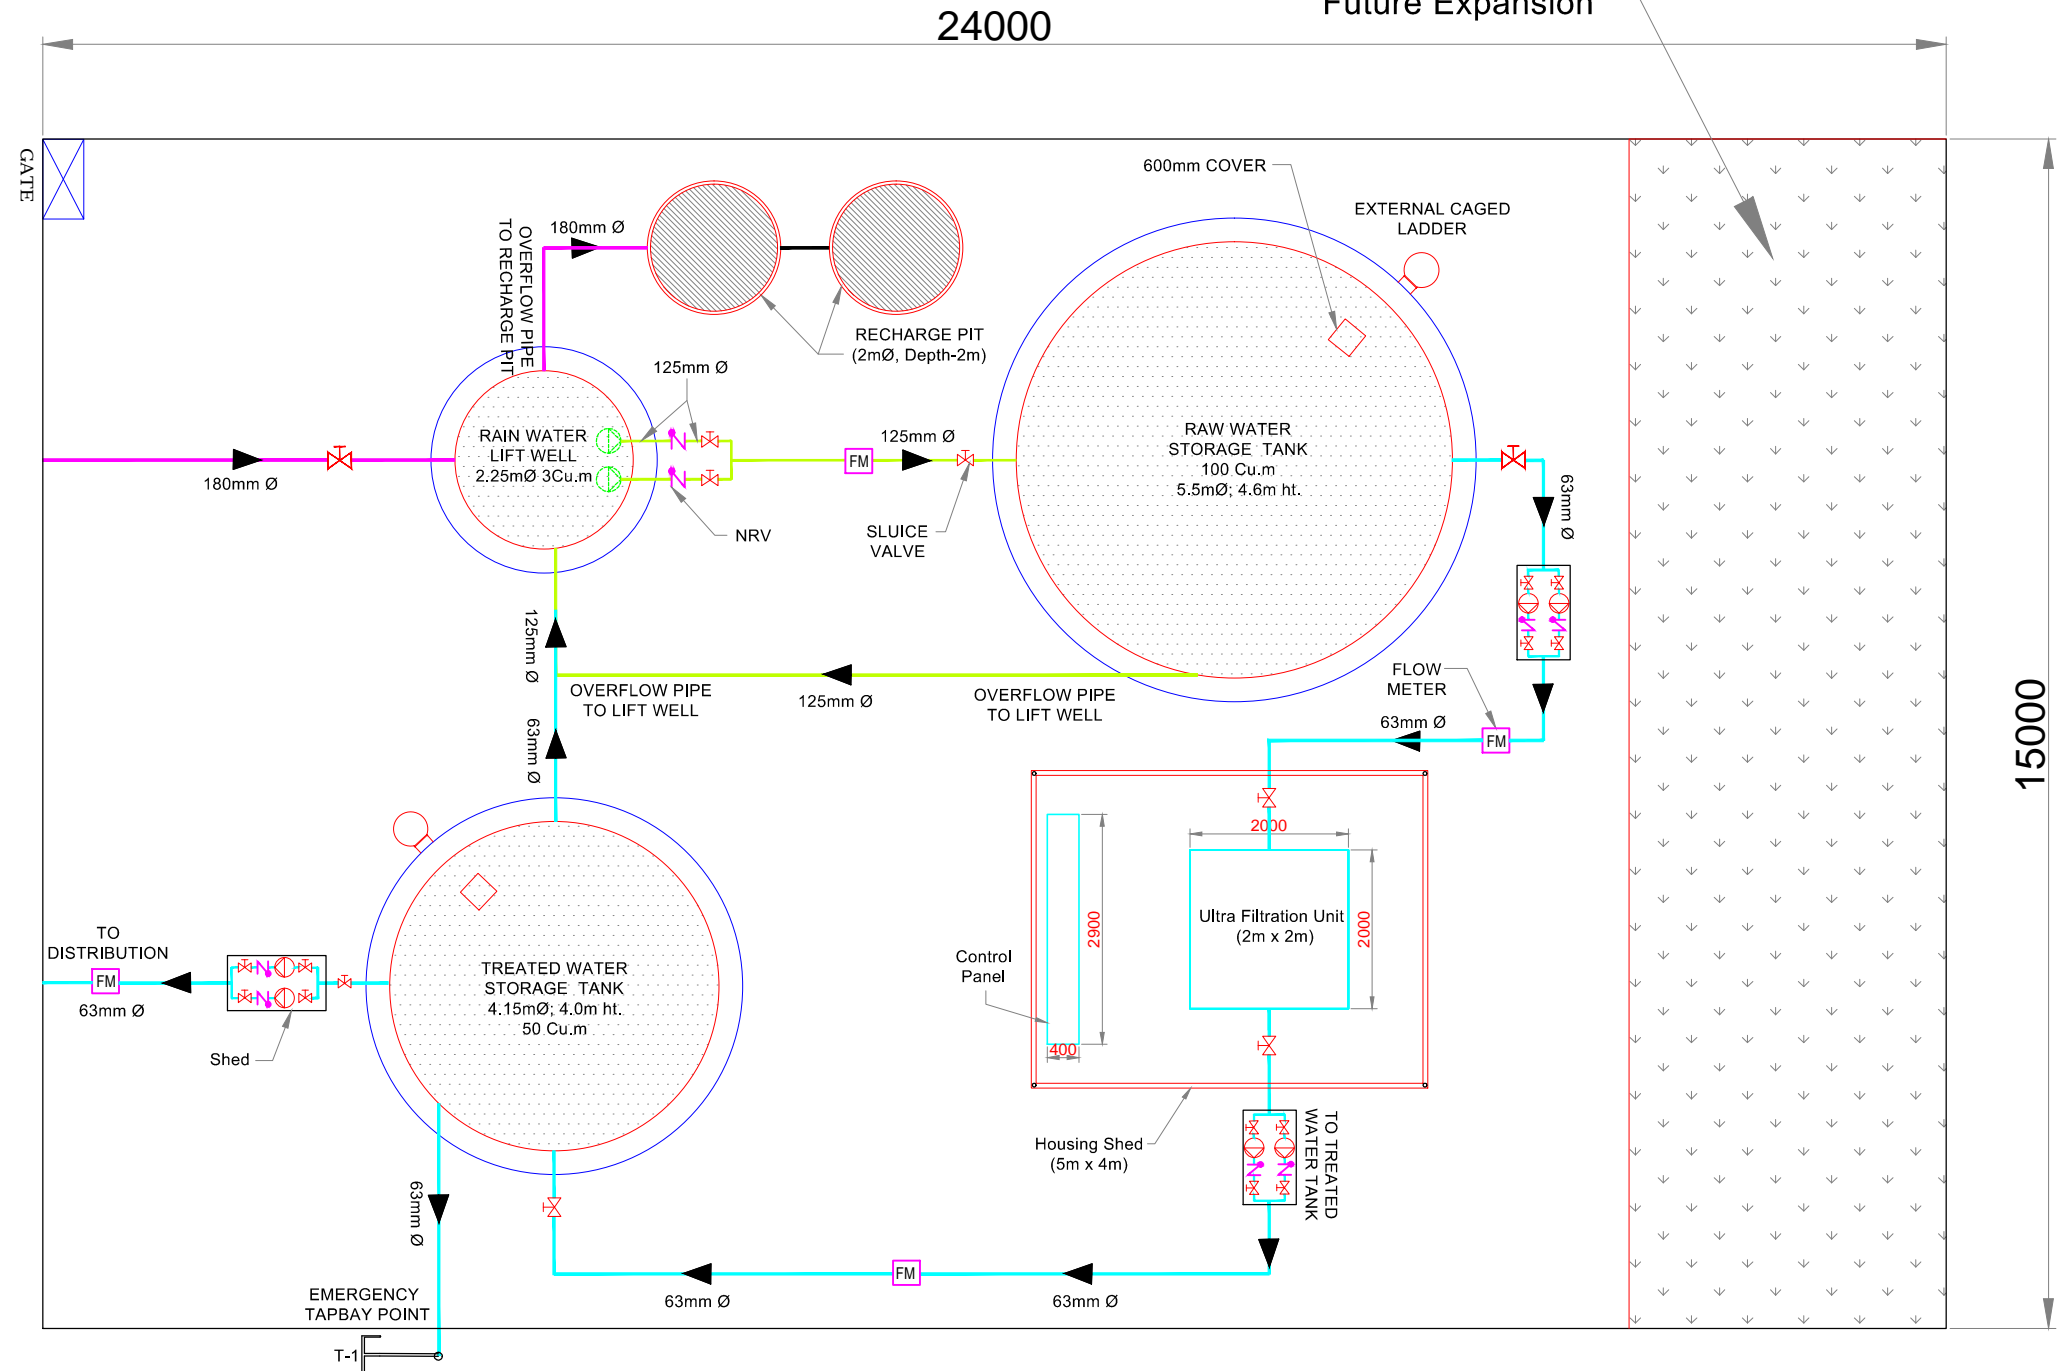 Future Expansion
24000
GATE
600mm COVER
EXTERNAL CAGED
LADDER
180mm Ø
OVERFLOW PIPE
TO RECHARGE PIT
RECHARGE PIT
(2mØ, Depth-2m)
125mm Ø
RAIN WATER
LIFT WELL
2.25mØ 3Cu.m
180mm Ø
FM
125mm Ø
RAW WATER
STORAGE TANK
100 Cu.m
5.5mØ; 4.6m ht.
63mm Ø
NRV
SLUICE
VALVE
125mm Ø
OVERFLOW PIPE
TO LIFT WELL
125mm Ø
OVERFLOW PIPE
TO LIFT WELL
FLOW
METER
63mm Ø
FM
15000
63mm Ø
2000
Ultra Filtration Unit
(2m x 2m)
2000
2900
400
Control
Panel
TO
DISTRIBUTION
FM
63mm Ø
TREATED WATER
STORAGE TANK
4.15mØ; 4.0m ht.
50 Cu.m
Shed
Housing Shed
(5m x 4m)
TO TREATED
WATER TANK
63mm Ø
FM
63mm Ø
63mm Ø
EMERGENCY
TAPBAY POINT
T-1